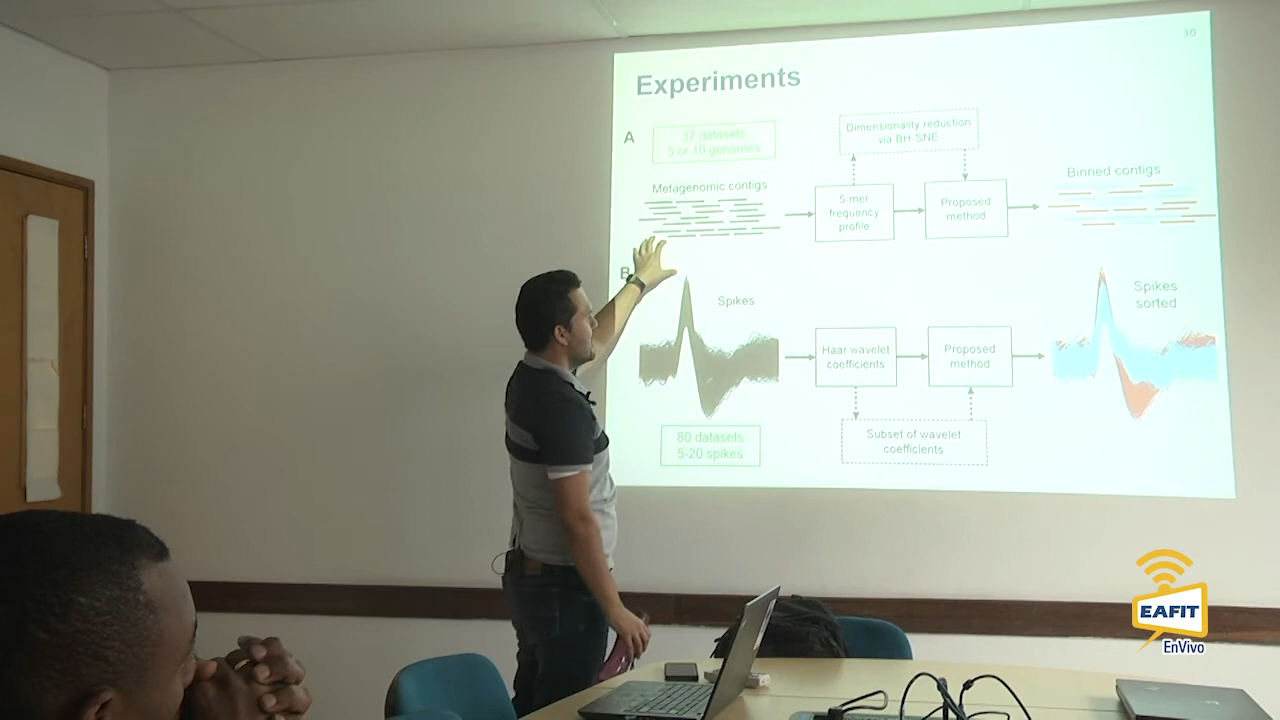 30
Experiments
A
37 datasets
5 or 10 genomes
Dimensionality reduction
via BH-SNE
Metagenomic contigs
5-mer
frequency
profile
Proposed
method
Binned contigs
B
Spikes
Haar wavelet
coefficients
Proposed
method
Spikes
sorted
80 datasets
5-20 spikes
Subset of wavelet
coefficients
EAFIT
EnVivo